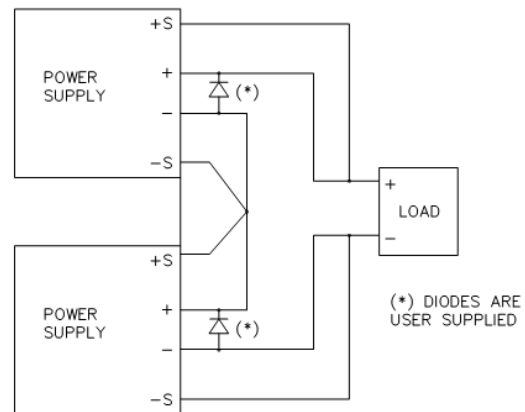 +S
POWER
SUPPLY
+
(*)
−
−S
+
LOAD
−
+S
(*) DIODES ARE
USER SUPPLIED
POWER
SUPPLY
+
(*)
−
−S